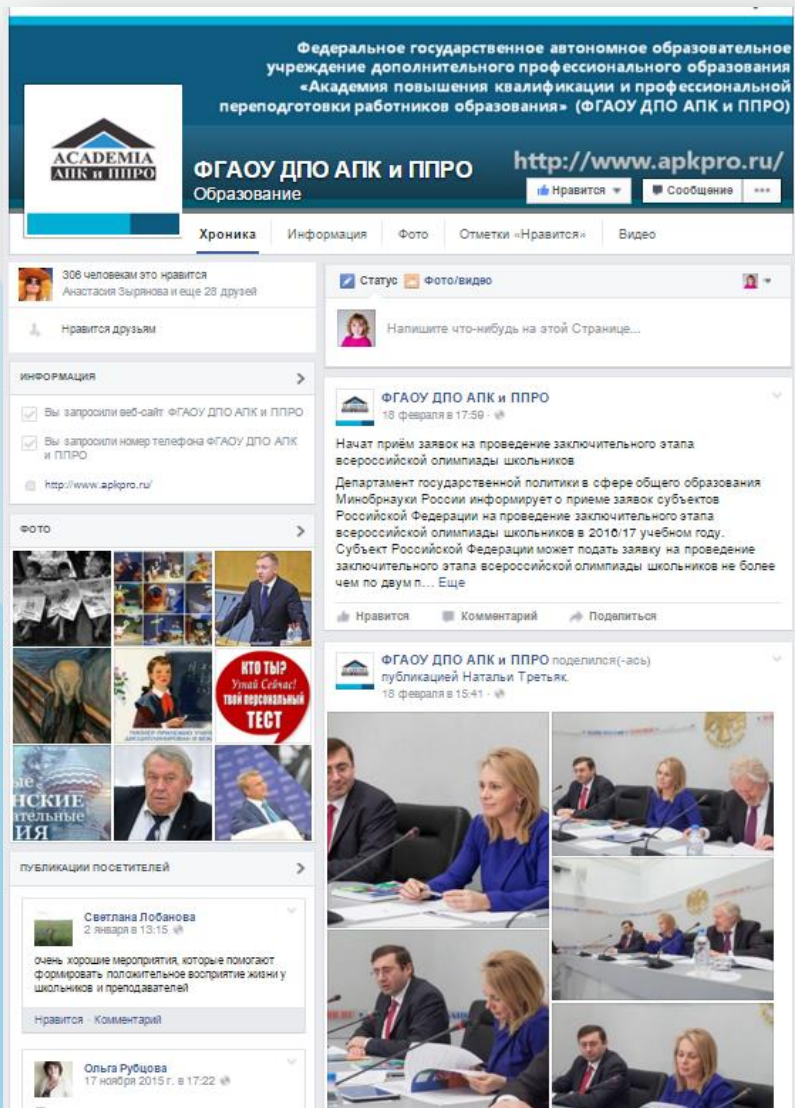 Федеральное государственное автономное образовательное
учреждение дополнительного профессионального образования
«Академия повышения квалификации и профессиональной
переподготовки работников образования» (ФГАОУ ДПО АПК и ППРО)
ACADEMIA
АПК и ППРО
ФГАОУ ДПО АПК и ППРО
Образование
http://www.apkpro.ru/
Нравится
Сообщение
Хроника Информация Фото Отметки «Нравится» Видео
306 человекам это нравится
Анастасия Зырянова и еще 28 друзей
Нравится друзьям
ИНФОРМАЦИЯ
Вы запросили веб-сайт ФГАОУ ДПО АПК и ППРО
Вы запросили номер телефона ФГАОУ ДПО АПК
и ППРО
http://www.apkpro.ru/
ФОТО
КТО ТЫ?
Узнай Сейчас!
твой персональный
ТЕСТ
ИЯ
ПУБЛИКАЦИИ ПОСЕТИТЕЛЕЙ
Светлана Лобанова
2 января в 13:15
очень хорошие мероприятия, которые помогают
формировать положительное восприятие жизни у
школьников и преподавателей
Нравится · Комментарий
Ольга Рубцова
17 ноября 2015 г. в 17:22
Статус Фото/видео
Напишите что-нибудь на этой Странице...
ФГАОУ ДПО АПК и ППРО
18 февраля в 17:59 ·
Начат приём заявок на проведение заключительного этапа
всероссийской олимпиады школьников
Департамент государственной политики в сфере общего образования
Минобрнауки России информирует о приеме заявок субъектов
Российской Федерации на проведение заключительного этапа
всероссийской олимпиады школьников в 2016/17 учебном году.
Субъект Российской Федерации может подать заявку на проведение
заключительного этапа всероссийской олимпиады школьников не более
чем по двум п... Еще
Нравится Комментарий Поделиться
ФГАОУ ДПО АПК и ППРО поделился(-ась)
публикацией Натальи Третьяк.
18 февраля в 15:41 ·